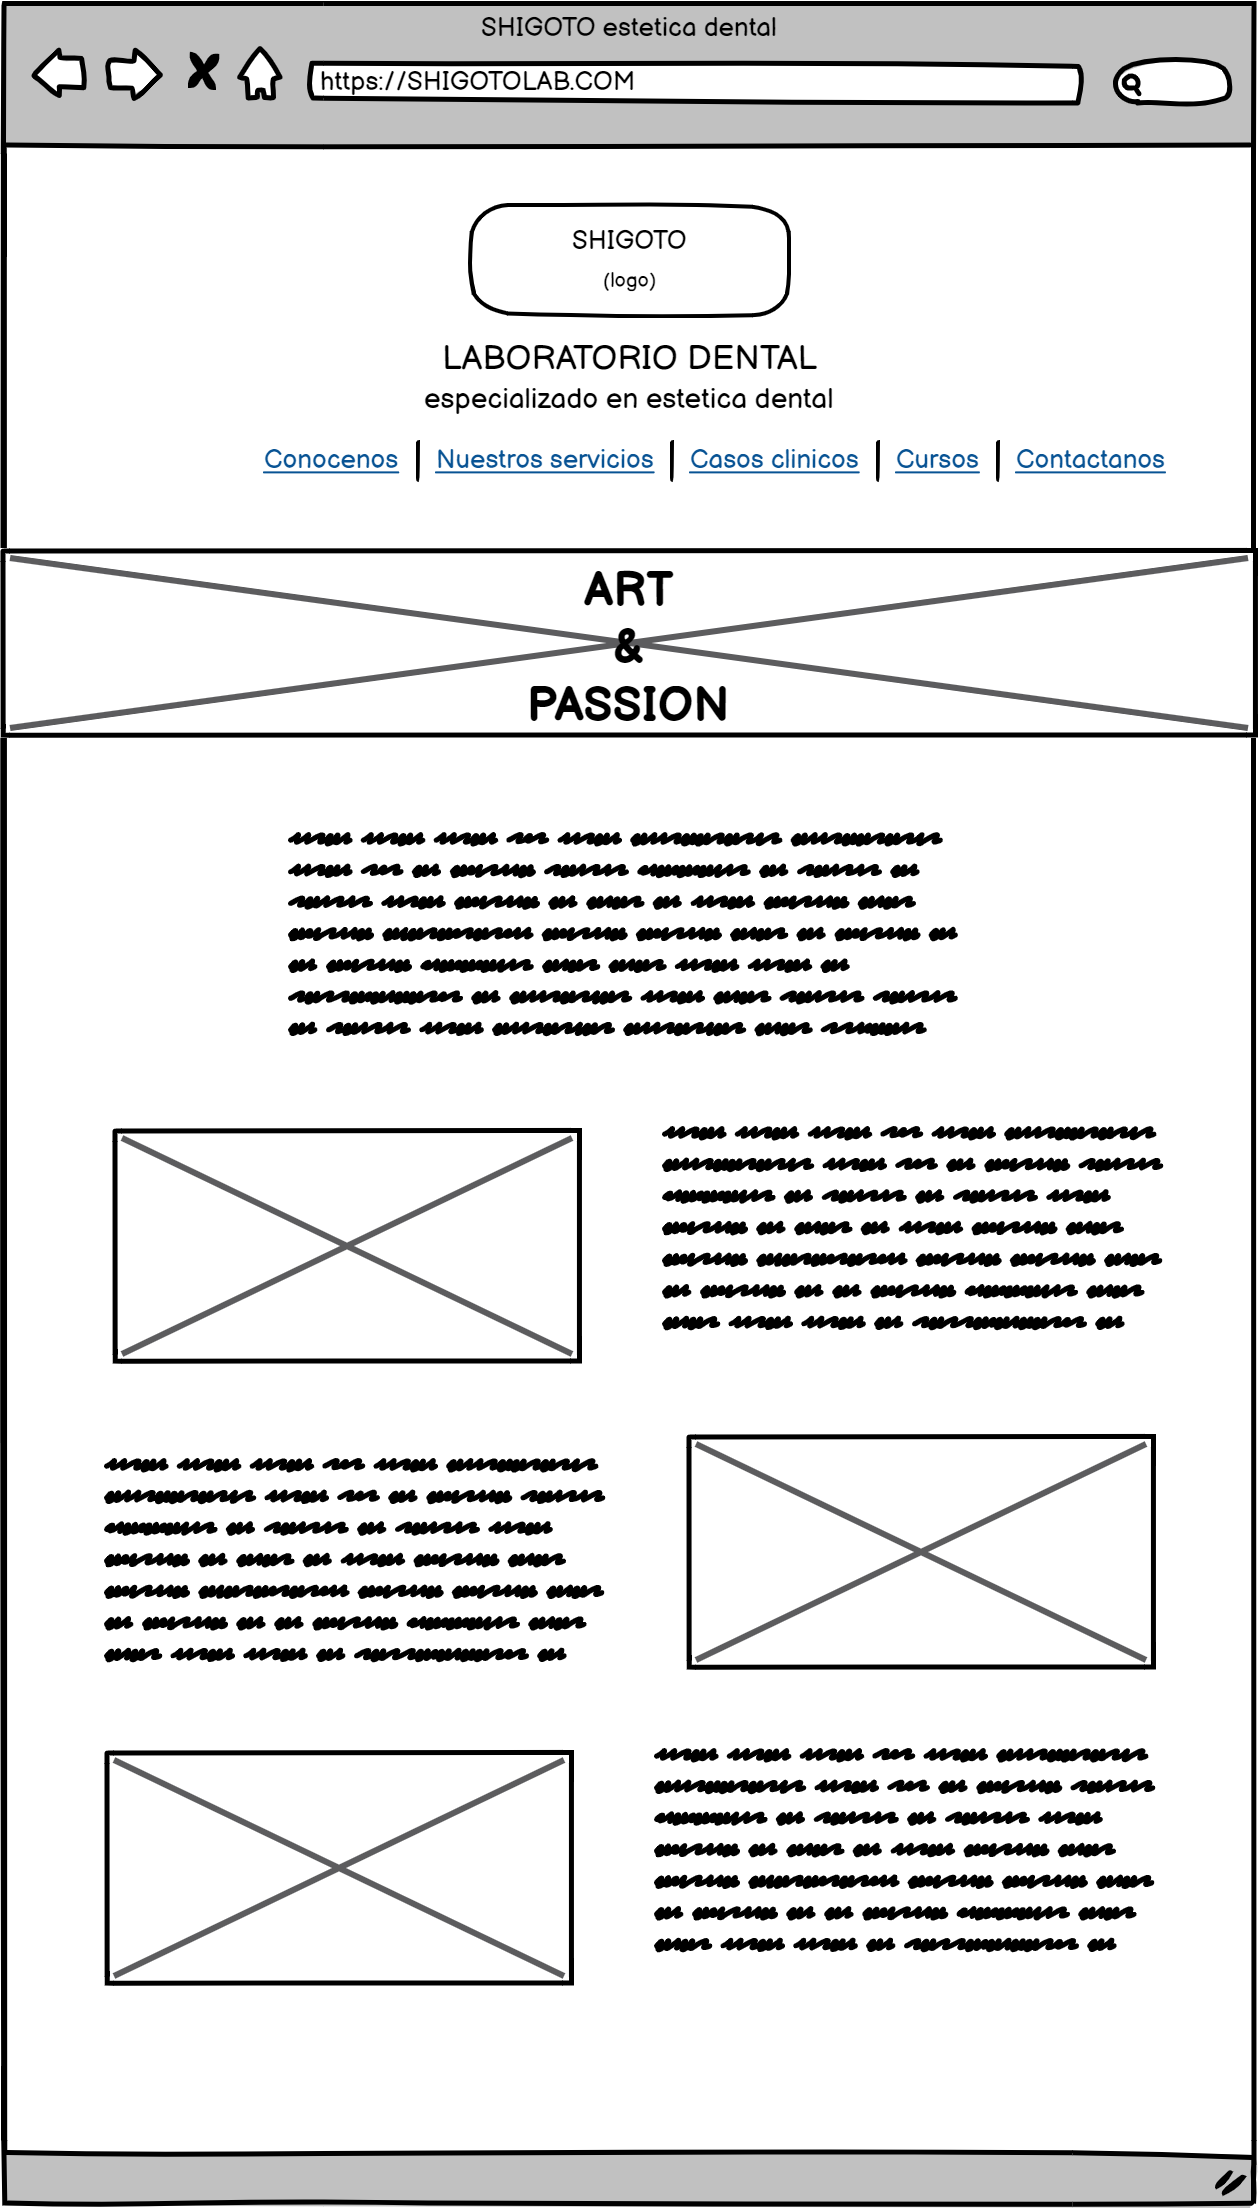 SHIGOTO estetica dental
https://SHIGOTOLAB.COM
SHIGOTO
(logo)
LABORATORIO DENTAL
especializado en estetica dental
Conocenos | Nuestros servicios | Casos clinicos | Cursos | Contactanos
ART
&
PASSION